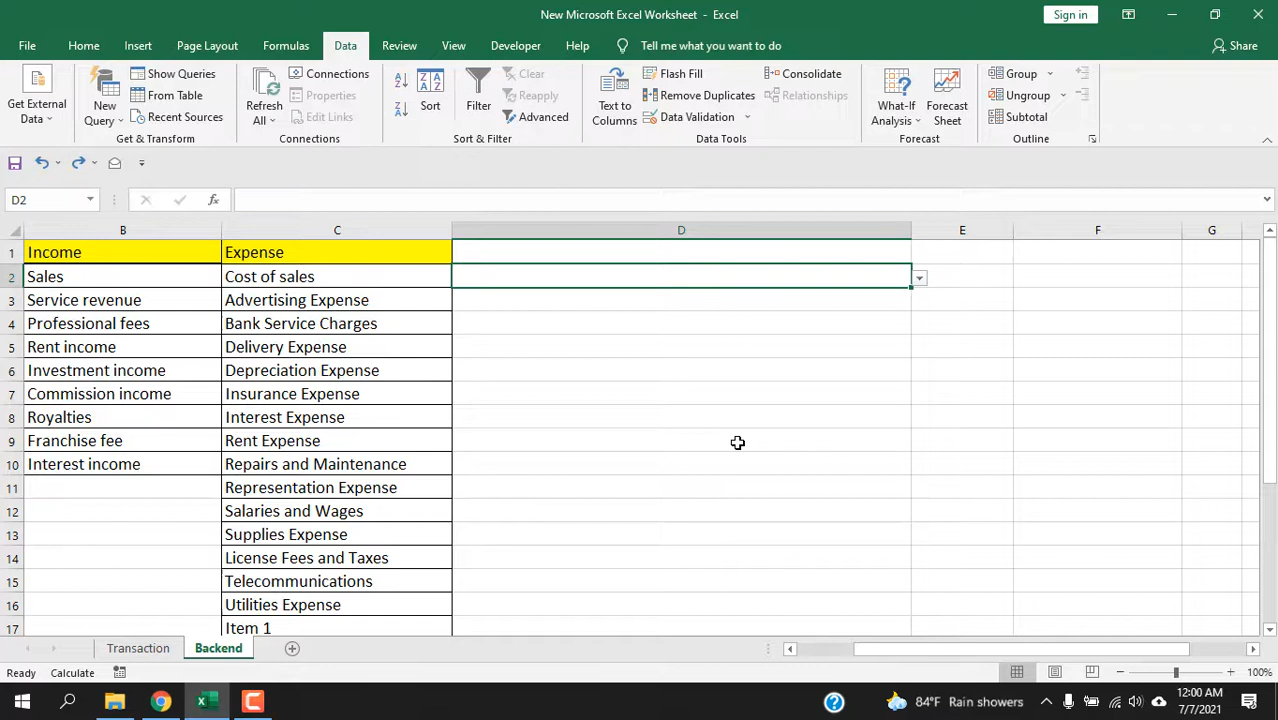 New Microsoft Excel Worksheet - Excel
Sign in
File Home Insert Page Layout Formulas Data Review View Developer Help Tell me what you want to do Share
Get External Data
New Query
Show Queries
From Table
Recent Sources
Get & Transform
Refresh All
Connections
Properties
Edit Links
Connections
Sort
Filter
Clear
Reapply
Advanced
Sort & Filter
Text to Columns
Flash Fill
Remove Duplicates
Data Validation
Consolidate
Relationships
Data Tools
What-If Analysis
Forecast Sheet
Forecast
Group
Ungroup
Subtotal
Outline
D2 fx
B C D E F G
1 Income Expense
2 Sales Cost of sales
3 Service revenue Advertising Expense
4 Professional fees Bank Service Charges
5 Rent income Delivery Expense
6 Investment income Depreciation Expense
7 Commission income Insurance Expense
8 Royalties Interest Expense
9 Franchise fee Rent Expense
10 Interest income Repairs and Maintenance
11 Representation Expense
12 Salaries and Wages
13 Supplies Expense
14 License Fees and Taxes
15 Telecommunications
16 Utilities Expense
17 Item 1
Transaction Backend
Ready Calculate 100%
84°F Rain showers
12:00 AM
7/7/2021